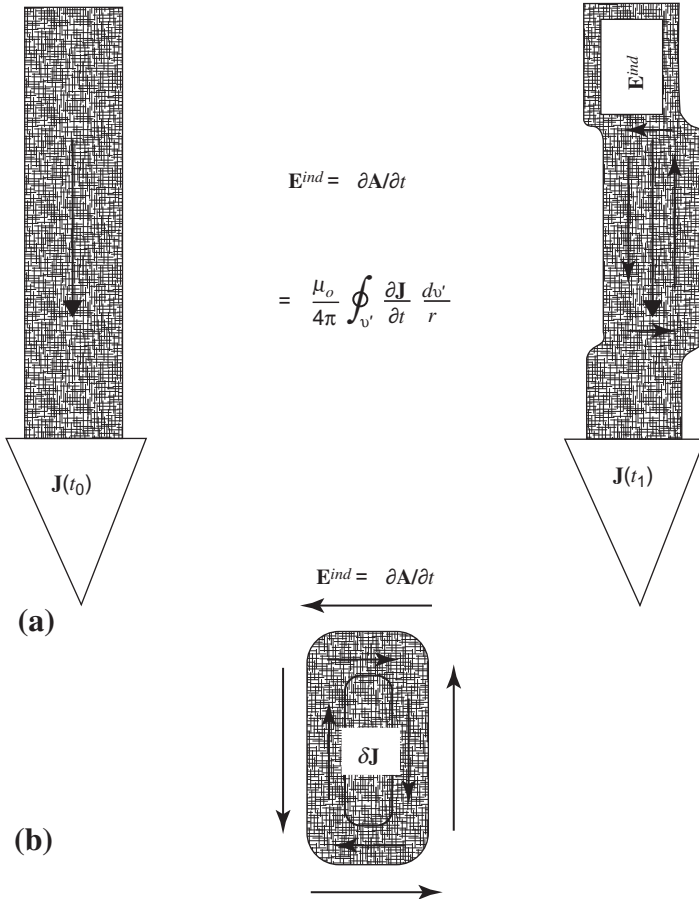 E^ind
E^ind = ∂A/∂t
= μ_o/4π ∮_υ' ∂J/∂t dυ'/r
J(t_0)
J(t_1)
E^ind = ∂A/∂t
(a)
δJ
(b)